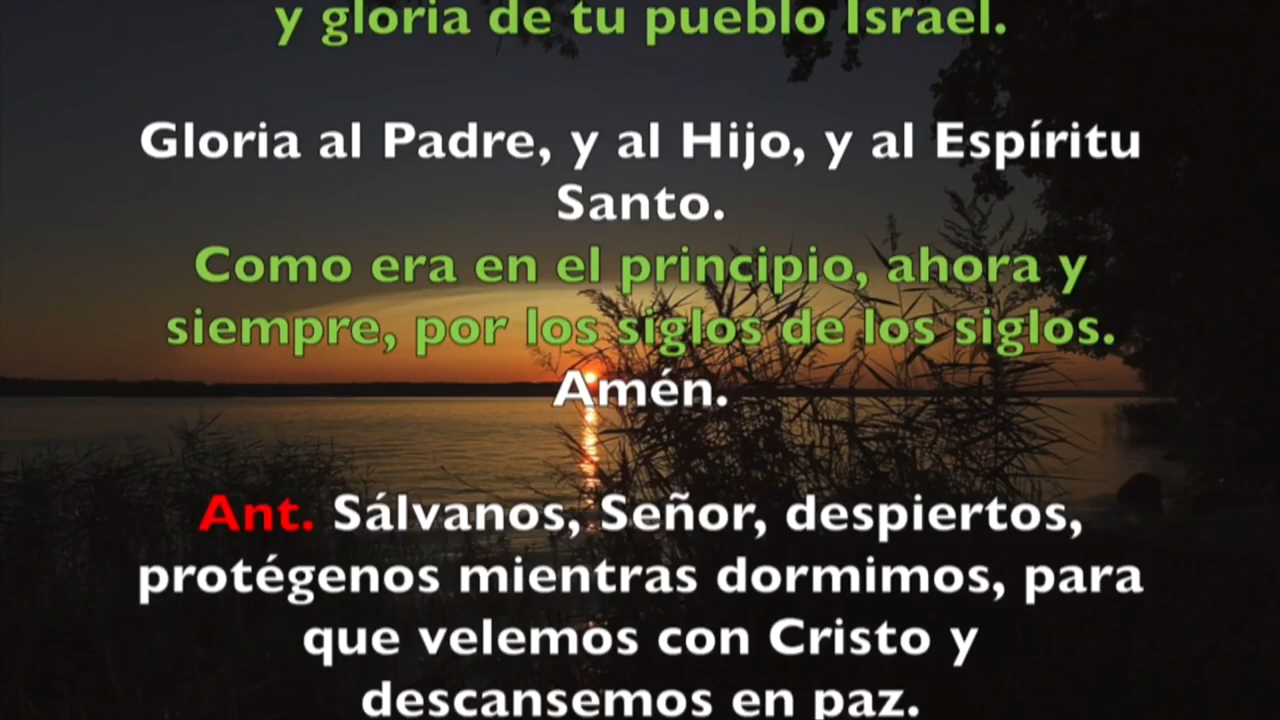 y gloria de tu pueblo Israel.
Gloria al Padre, y al Hijo, y al Espíritu
Santo.
Como era en el principio, ahora y
siempre, por los siglos de los siglos.
Amén.
Ant. Sálvanos, Señor, despiertos,
protégenos mientras dormimos, para
que velemos con Cristo y
descansemos en paz.